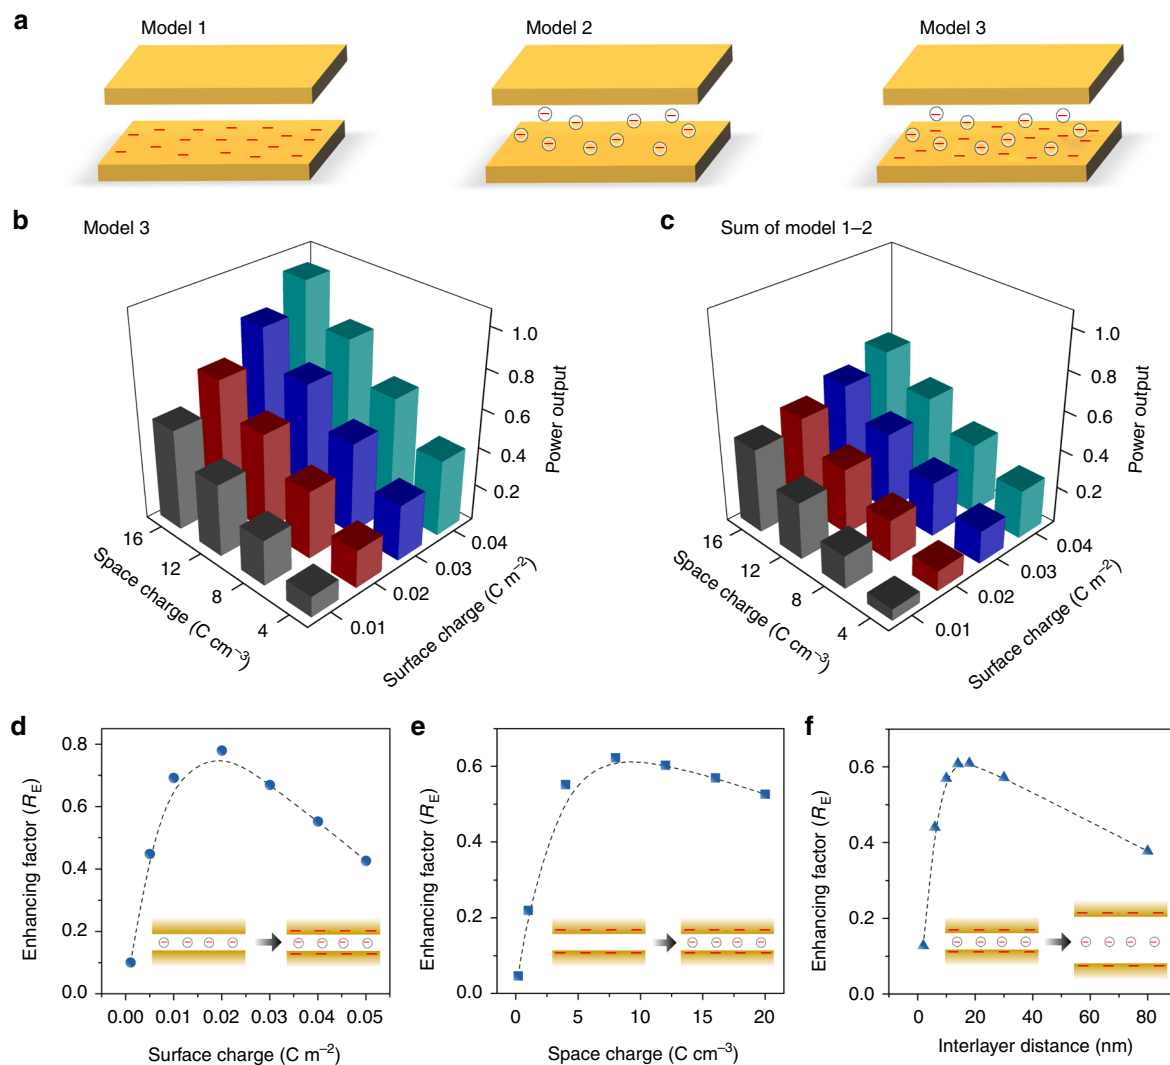 a
Model 1
Model 2
Model 3
b
Model 3
1.0
0.8
0.6
0.4
0.2
Power output
16
12
8
4
Space charge (C cm⁻³)
0.04
0.03
0.02
0.01
Surface charge (C m⁻²)
c
Sum of model 1–2
1.0
0.8
0.6
0.4
0.2
Power output
16
12
8
4
Space charge (C cm⁻³)
0.04
0.03
0.02
0.01
Surface charge (C m⁻²)
d
0.8
0.6
0.4
0.2
0.0
Enhancing factor (R_E)
0.00 0.01 0.02 0.03 0.04 0.05
Surface charge (C m⁻²)
e
0.6
0.4
0.2
0.0
Enhancing factor (R_E)
0 5 10 15 20
Space charge (C cm⁻³)
f
0.6
0.4
0.2
0.0
Enhancing factor (R_E)
0 20 40 60 80
Interlayer distance (nm)